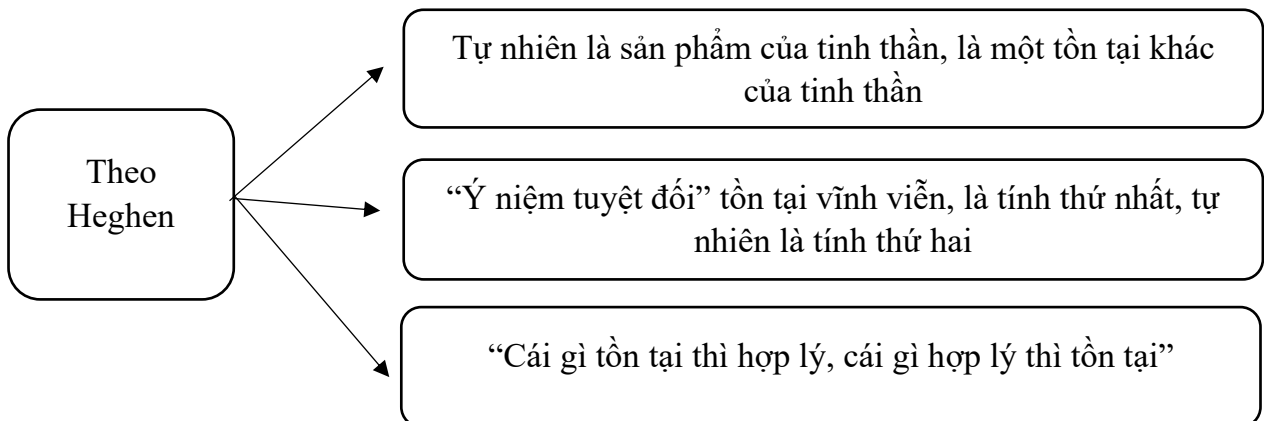 Theo
Heghen
Tự nhiên là sản phẩm của tinh thần, là một tồn tại khác
của tinh thần
“Ý niệm tuyệt đối” tồn tại vĩnh viễn, là tính thứ nhất, tự
nhiên là tính thứ hai
“Cái gì tồn tại thì hợp lý, cái gì hợp lý thì tồn tại”